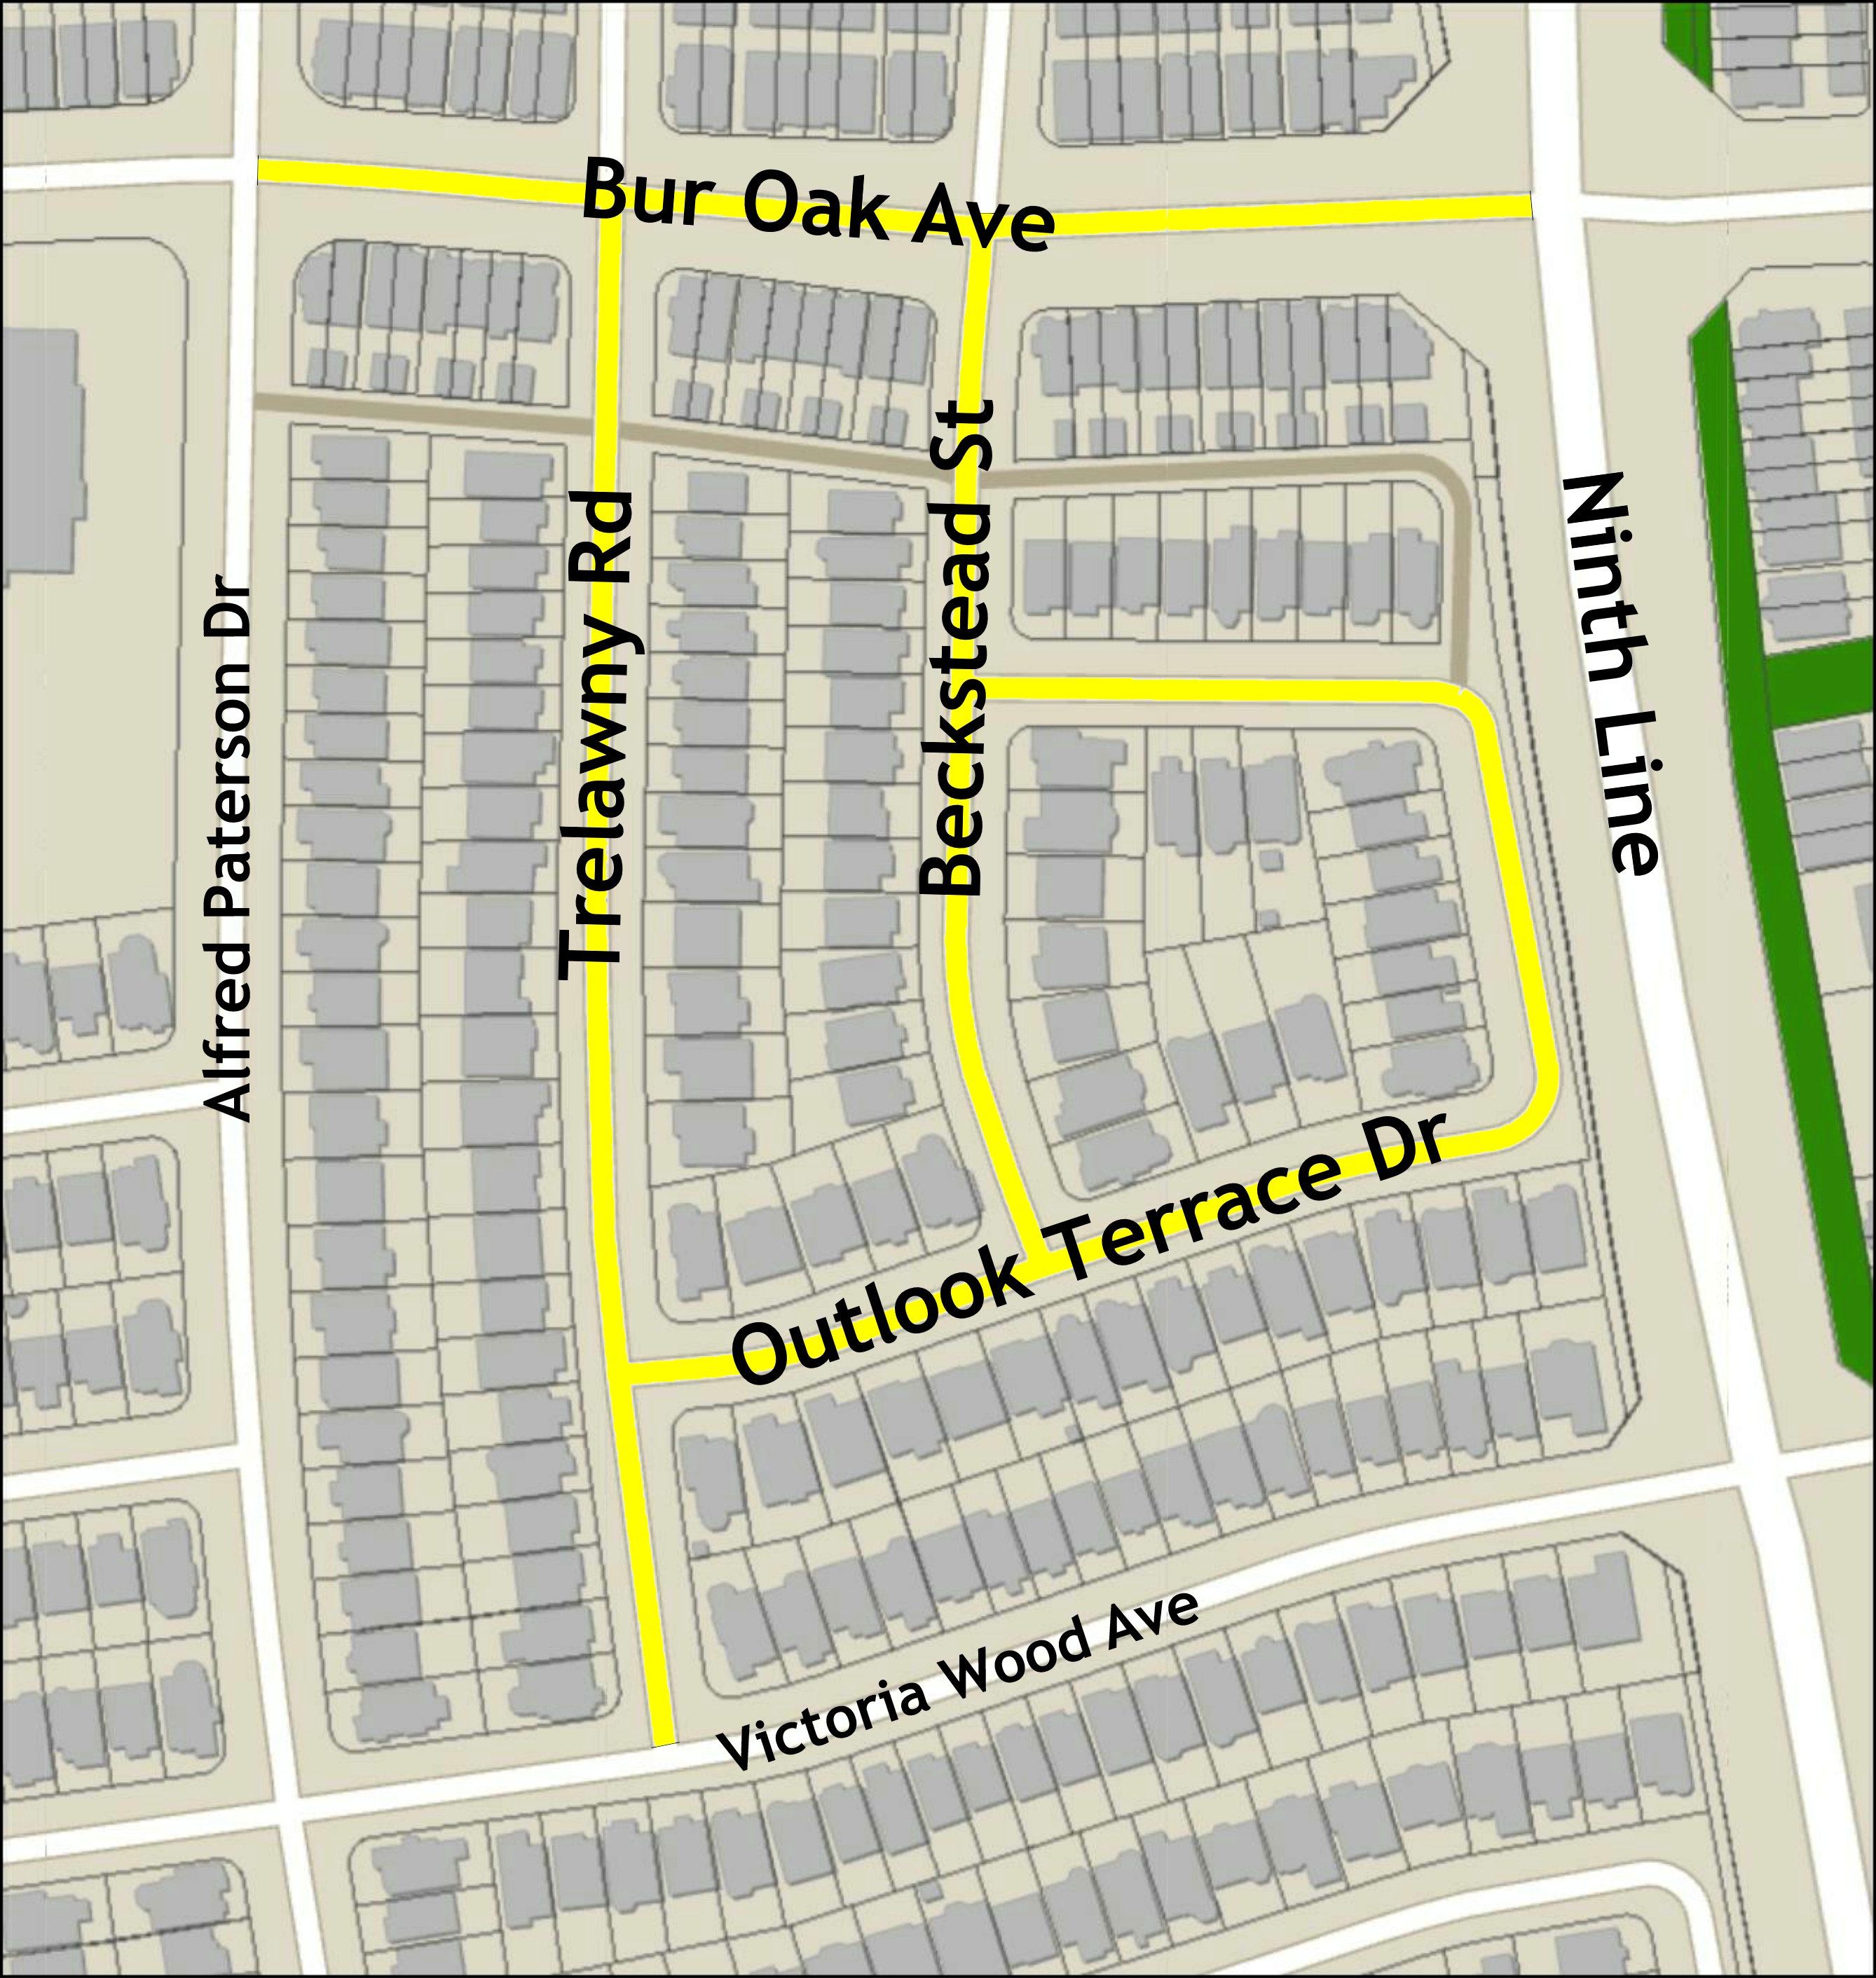 Bur Oak Ave
Alfred Paterson Dr
Trelawny Rd
Beckstead St
Ninth Line
Outlook Terrace Dr
Victoria Wood Ave